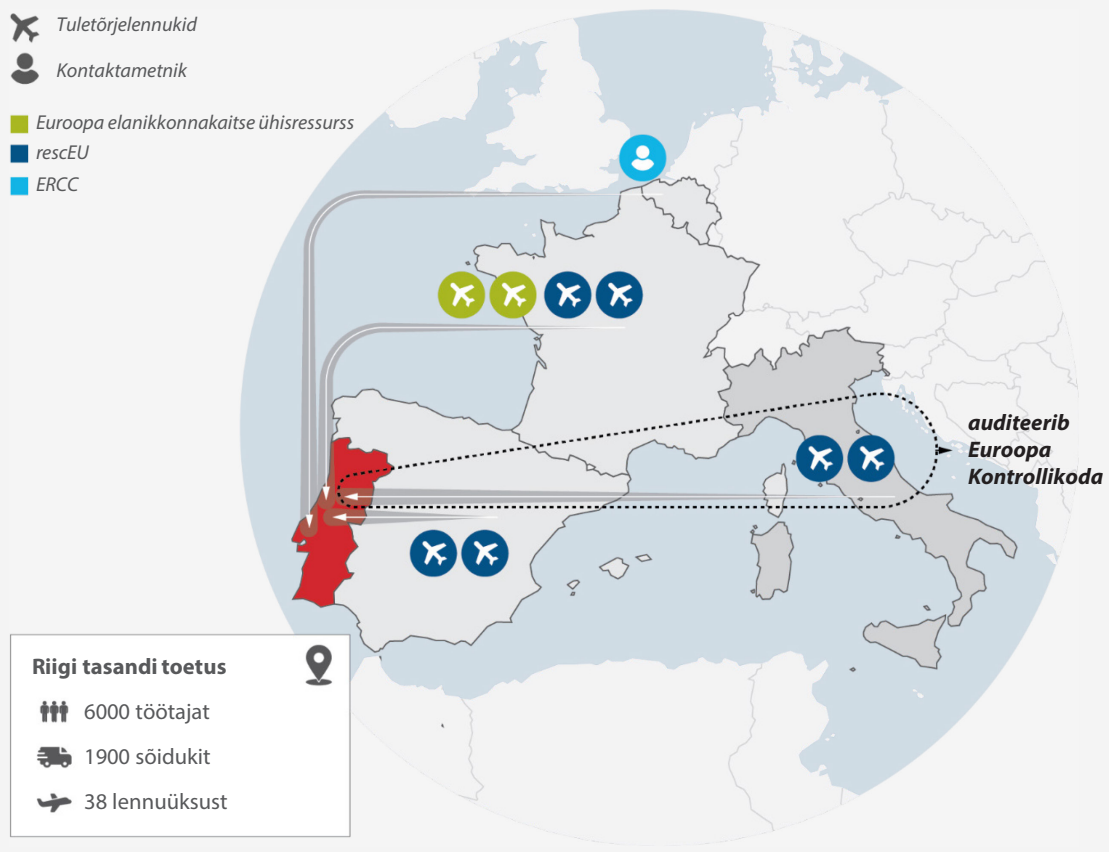 Tuletõrjelennukid
Kontaktametnik
Euroopa elanikkonnakaitse ühisressurss
rescEU
ERCC
auditeerib
Euroopa
Kontrollikoda
Riigi tasandi toetus
6000 töötajat
1900 sõidukit
38 lennuüksust